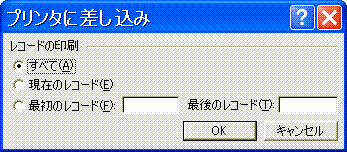 プリンタに差し込み
レコードの印刷
すべて(A)
現在のレコード(E)
最初のレコード(F): 最後のレコード(T):
OK キャンセル